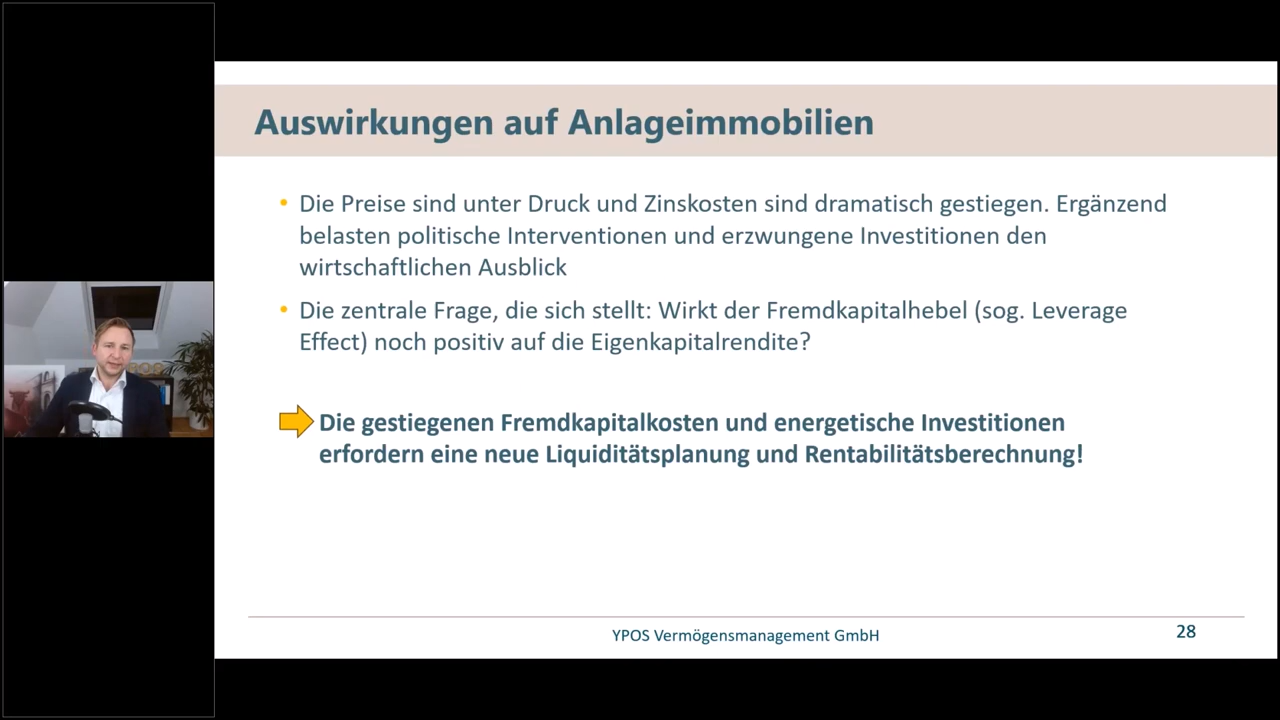 Auswirkungen auf Anlageimmobilien
• Die Preise sind unter Druck und Zinskosten sind dramatisch gestiegen. Ergänzend
belasten politische Interventionen und erzwungene Investitionen den
wirtschaftlichen Ausblick
• Die zentrale Frage, die sich stellt: Wirkt der Fremdkapitalhebel (sog. Leverage
Effect) noch positiv auf die Eigenkapitalrendite?
Die gestiegenen Fremdkapitalkosten und energetische Investitionen
erfordern eine neue Liquiditätsplanung und Rentabilitätsberechnung!
YPOS Vermögensmanagement GmbH
28